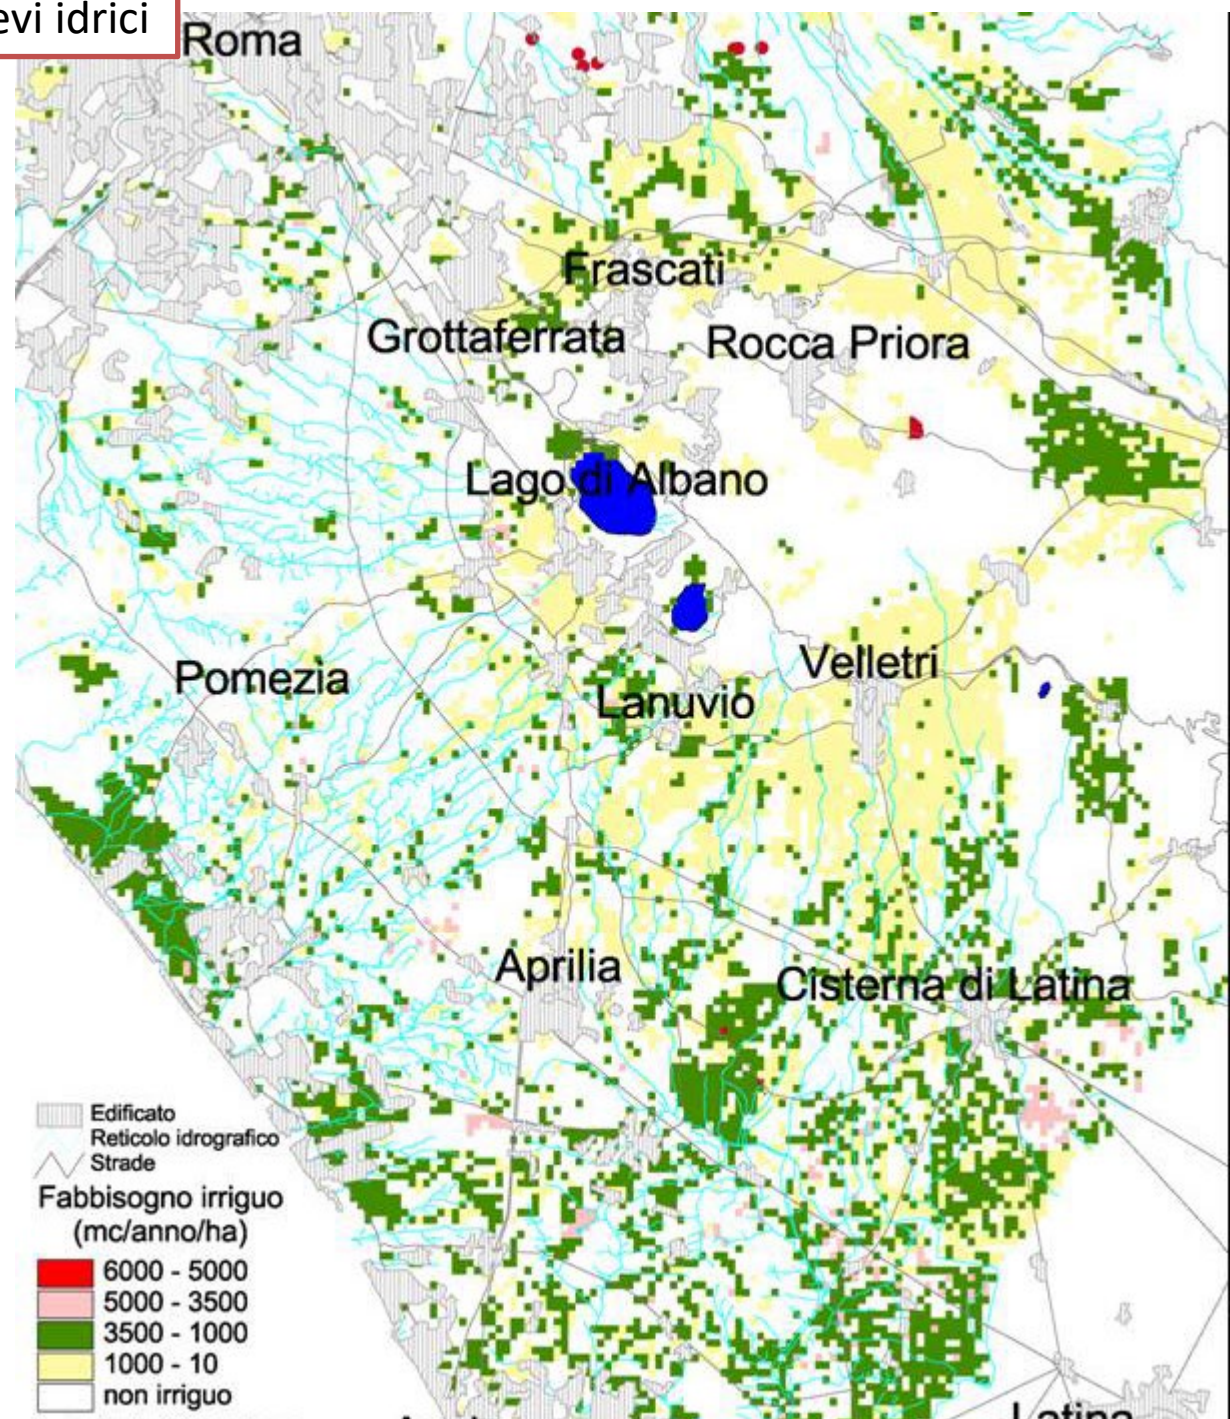 evi idrici
Roma
Frascati
Grottaferrata
Rocca Priora
Lago di Albano
Velletri
Pomezia
Lanuvio
Aprilia
Cisterna di Latina
Edificato
Reticolo idrografico
Strade
Fabbisogno irriguo
(mc/anno/ha)
6000 - 5000
5000 - 3500
3500 - 1000
1000 - 10
non irriguo
Latina